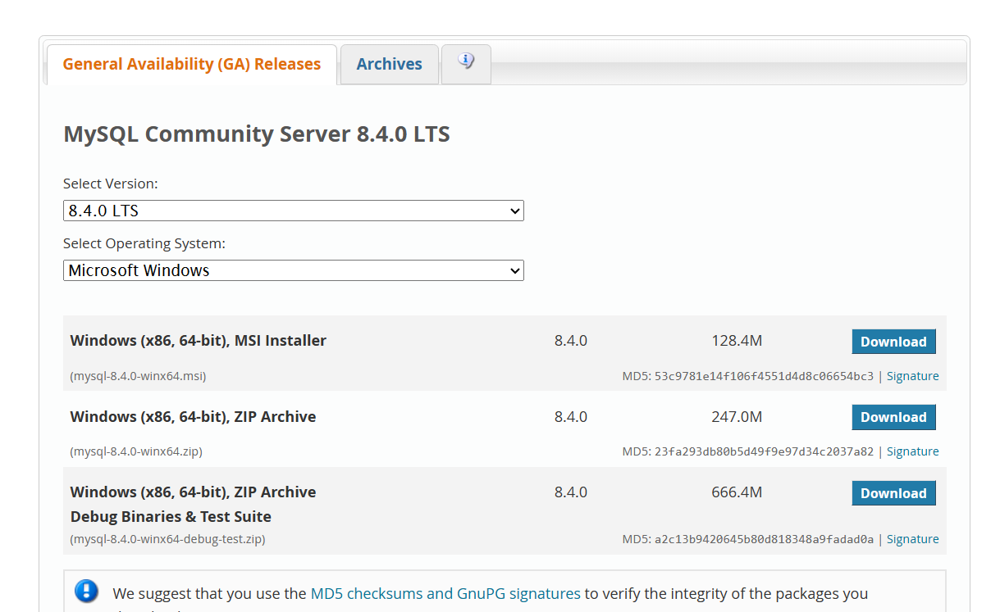 General Availability (GA) Releases
Archives
MySQL Community Server 8.4.0 LTS
Select Version:
8.4.0 LTS
Select Operating System:
Microsoft Windows
Windows (x86, 64-bit), MSI Installer 8.4.0 128.4M Download
(mysql-8.4.0-winx64.msi) MD5: 53c9781e14f106f4551d4d8c06654bc3 | Signature
Windows (x86, 64-bit), ZIP Archive 8.4.0 247.0M Download
(mysql-8.4.0-winx64.zip) MD5: 23fa293db80b5d49f9e97d34c2037a82 | Signature
Windows (x86, 64-bit), ZIP Archive 8.4.0 666.4M Download
Debug Binaries & Test Suite
(mysql-8.4.0-winx64-debug-test.zip) MD5: a2c13b9420645b80d818348a9fadad0a | Signature
We suggest that you use the MD5 checksums and GnuPG signatures to verify the integrity of the packages you